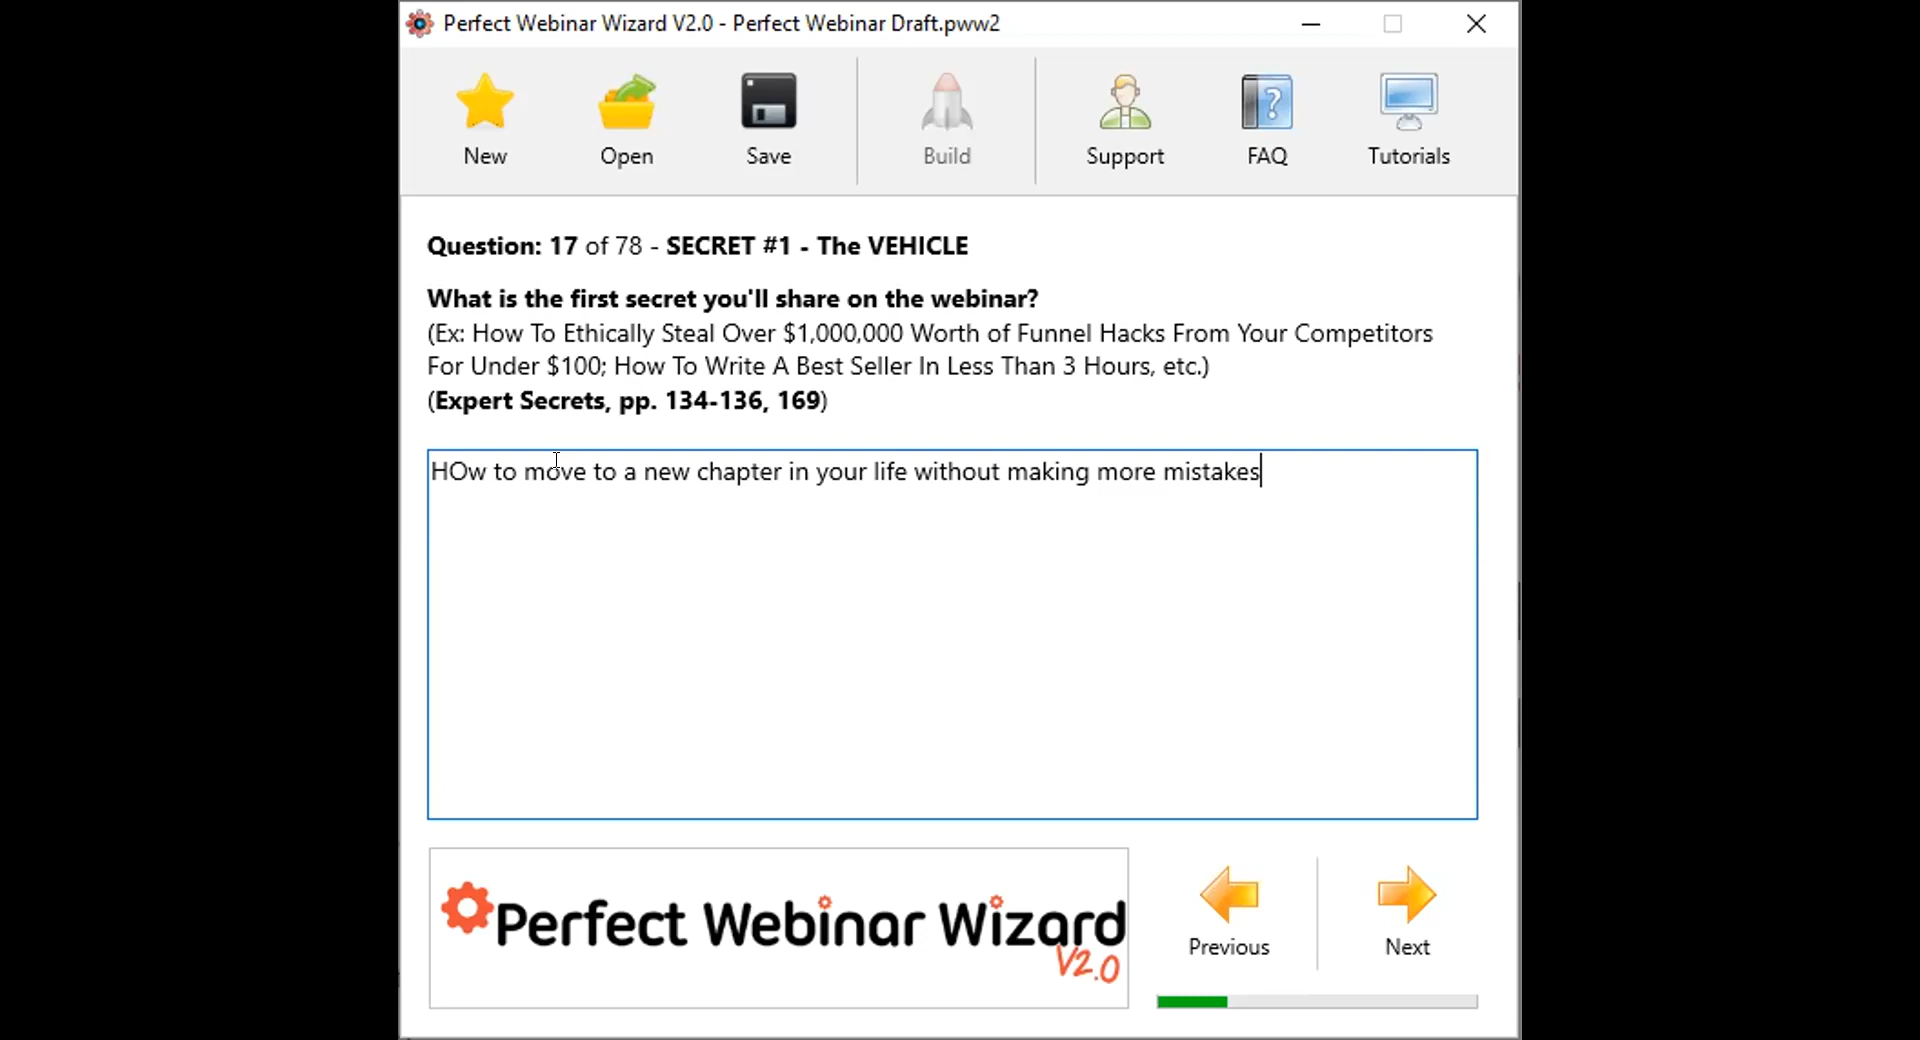 Perfect Webinar Wizard V2.0 - Perfect Webinar Draft.pww2
New Open Save Build Support FAQ Tutorials
Question: 17 of 78 - SECRET #1 - The VEHICLE
What is the first secret you'll share on the webinar?
(Ex: How To Ethically Steal Over $1,000,000 Worth of Funnel Hacks From Your Competitors
For Under $100; How To Write A Best Seller In Less Than 3 Hours, etc.)
(Expert Secrets, pp. 134-136, 169)
HOw to move to a new chapter in your life without making more mistakes
Perfect Webinar Wizard
V2.0
Previous Next